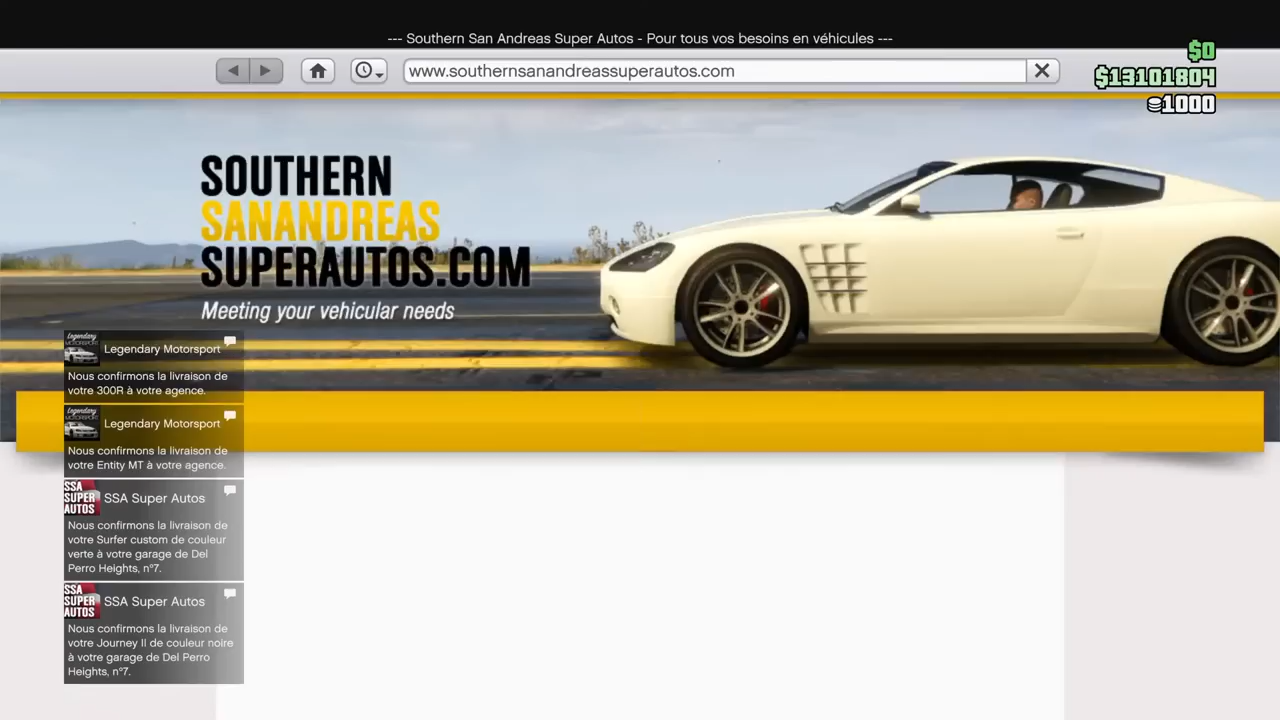 --- Southern San Andreas Super Autos - Pour tous vos besoins en véhicules ---
www.southernsanandreassuperautos.com
$0
$13101804
1000
SOUTHERN
SANANDREAS
SUPERAUTOS.COM
Meeting your vehicular needs
Legendary
MOTORSPORT
Legendary Motorsport
Nous confirmons la livraison de
votre 300R à votre agence.
Legendary
MOTORSPORT
Legendary Motorsport
Nous confirmons la livraison de
votre Entity MT à votre agence.
SSA
SUPER
AUTOS
SSA Super Autos
Nous confirmons la livraison de
votre Surfer custom de couleur
verte à votre garage de Del
Perro Heights, n°7.
SSA
SUPER
AUTOS
SSA Super Autos
Nous confirmons la livraison de
votre Journey II de couleur noire
à votre garage de Del Perro
Heights, n°7.